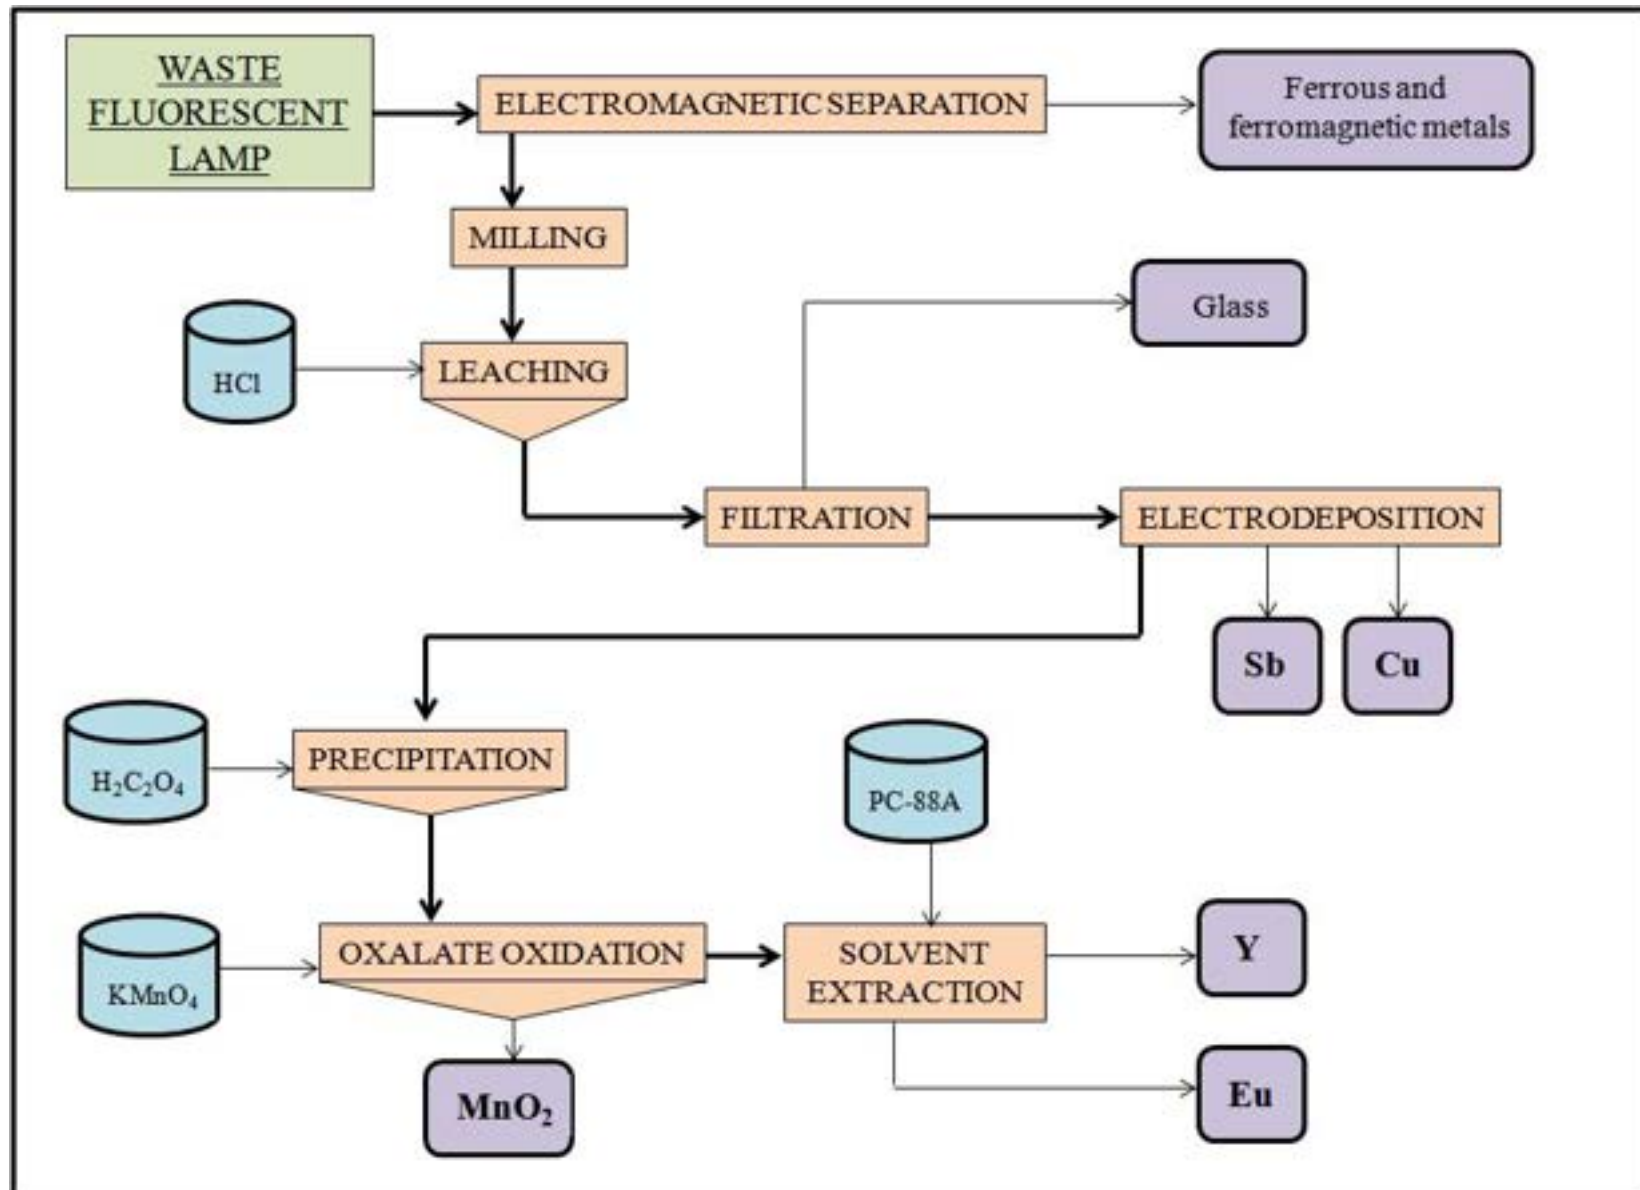 WASTE
FLUORESCENT
LAMP
ELECTROMAGNETIC SEPARATION
Ferrous and
ferromagnetic metals
MILLING
Glass
HCl
LEACHING
FILTRATION
ELECTRODEPOSITION
Sb
Cu
H₂C₂O₄
PRECIPITATION
PC-88A
KMnO₄
OXALATE OXIDATION
SOLVENT
EXTRACTION
Y
MnO₂
Eu